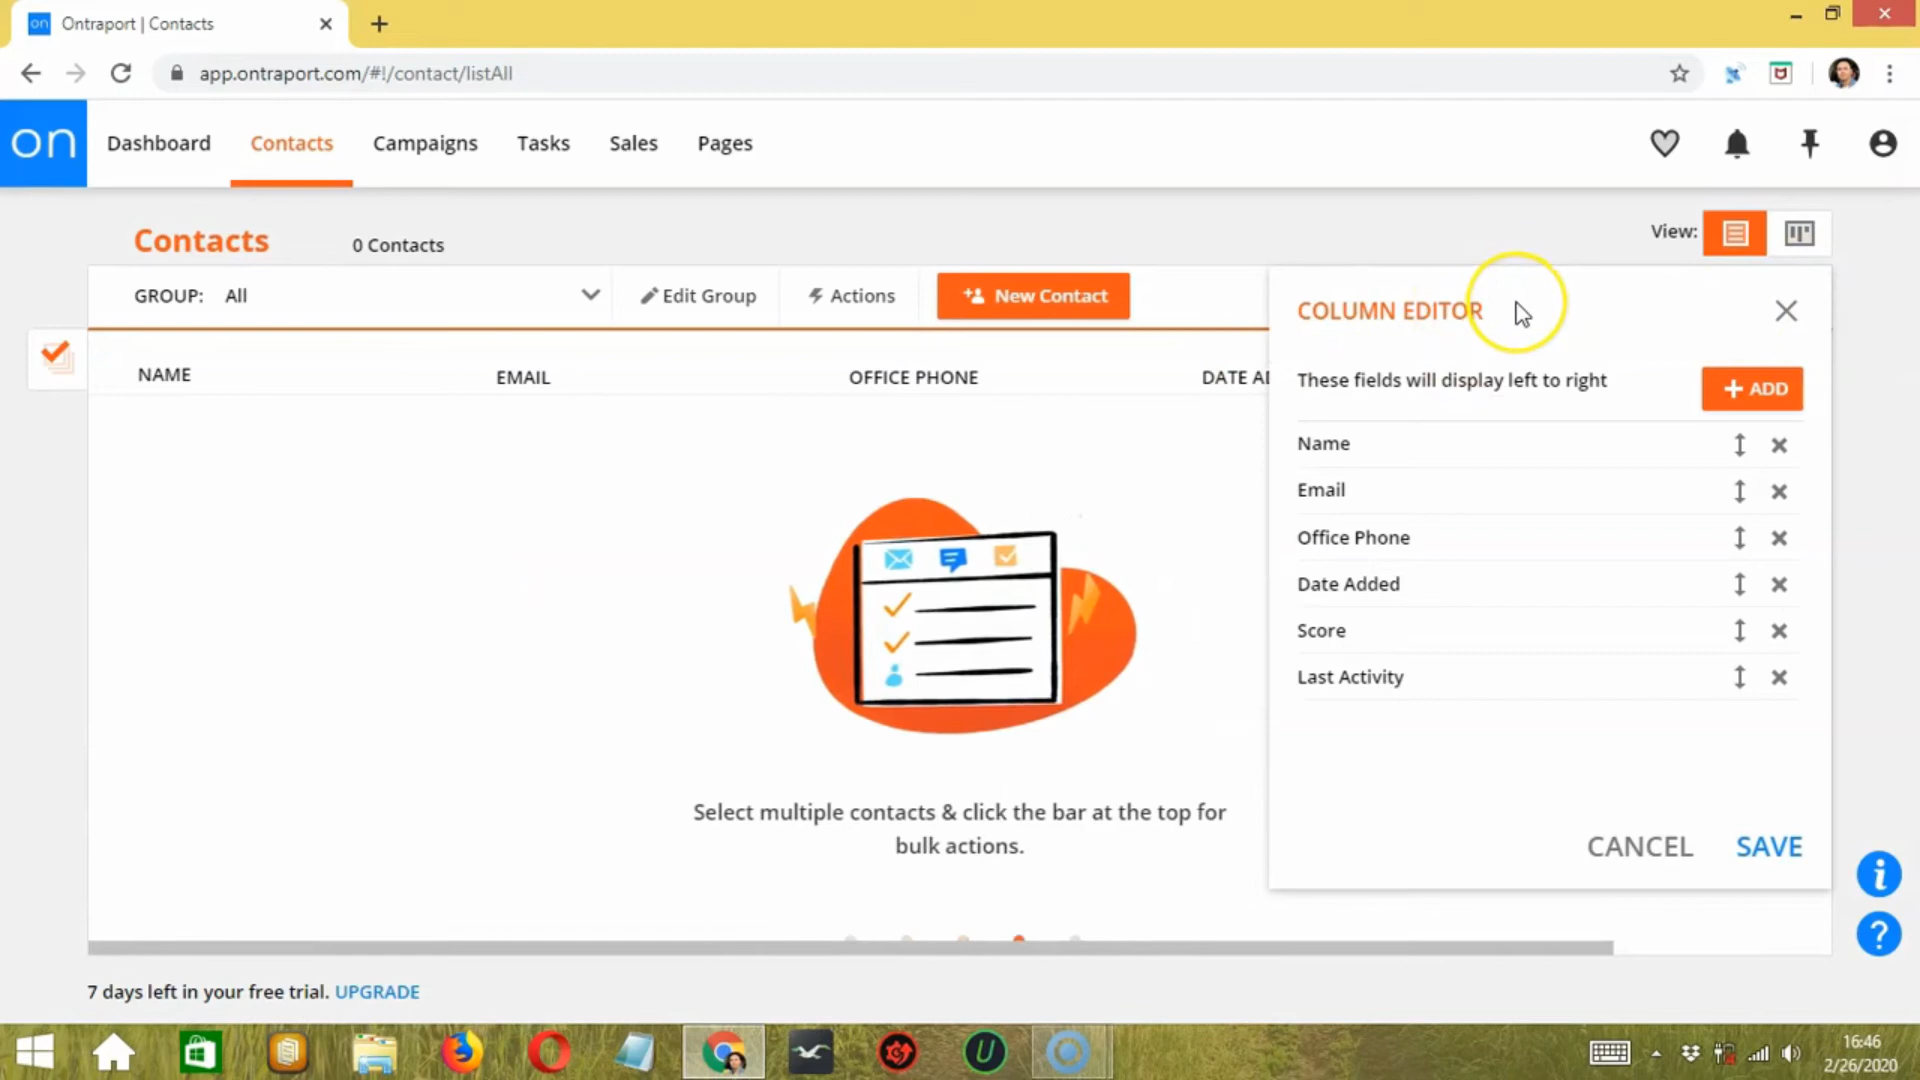 on Ontraport | Contacts
app.ontraport.com/#!/contact/listAll
on Dashboard Contacts Campaigns Tasks Sales Pages
Contacts 0 Contacts View:
GROUP: All Edit Group Actions New Contact
NAME EMAIL OFFICE PHONE DATE AD
COLUMN EDITOR
These fields will display left to right + ADD
Name
Email
Office Phone
Date Added
Score
Last Activity
CANCEL SAVE
Select multiple contacts & click the bar at the top for
bulk actions.
7 days left in your free trial. UPGRADE
16:46
2/26/2020